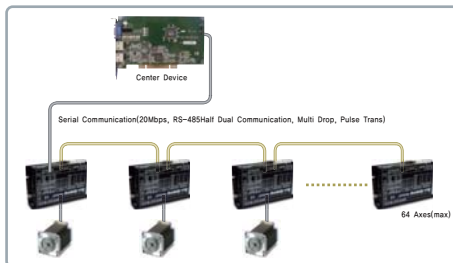 Center Device
Serial Communication(20Mbps, RS-485Half Dual Communication, Multi Drop, Pulse Trans)
64 Axes(max)